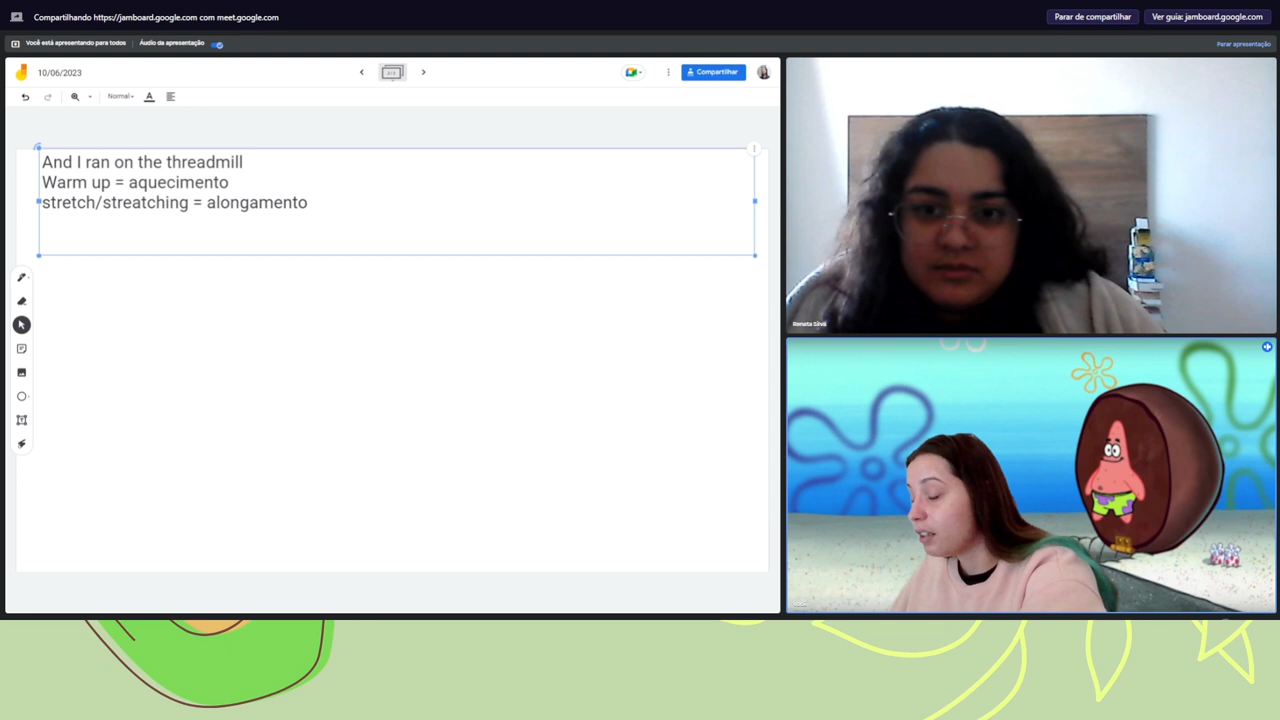 Compartilhando https://jamboard.google.com com meet.google.com
Parar de compartilhar
Ver guia: jamboard.google.com
Você está apresentando para todos
Áudio da apresentação
Parar apresentação
10/06/2023
Compartilhar
Normal
A
And I ran on the threadmill
Warm up = aquecimento
stretch/streatching = alongamento
Renata Silva